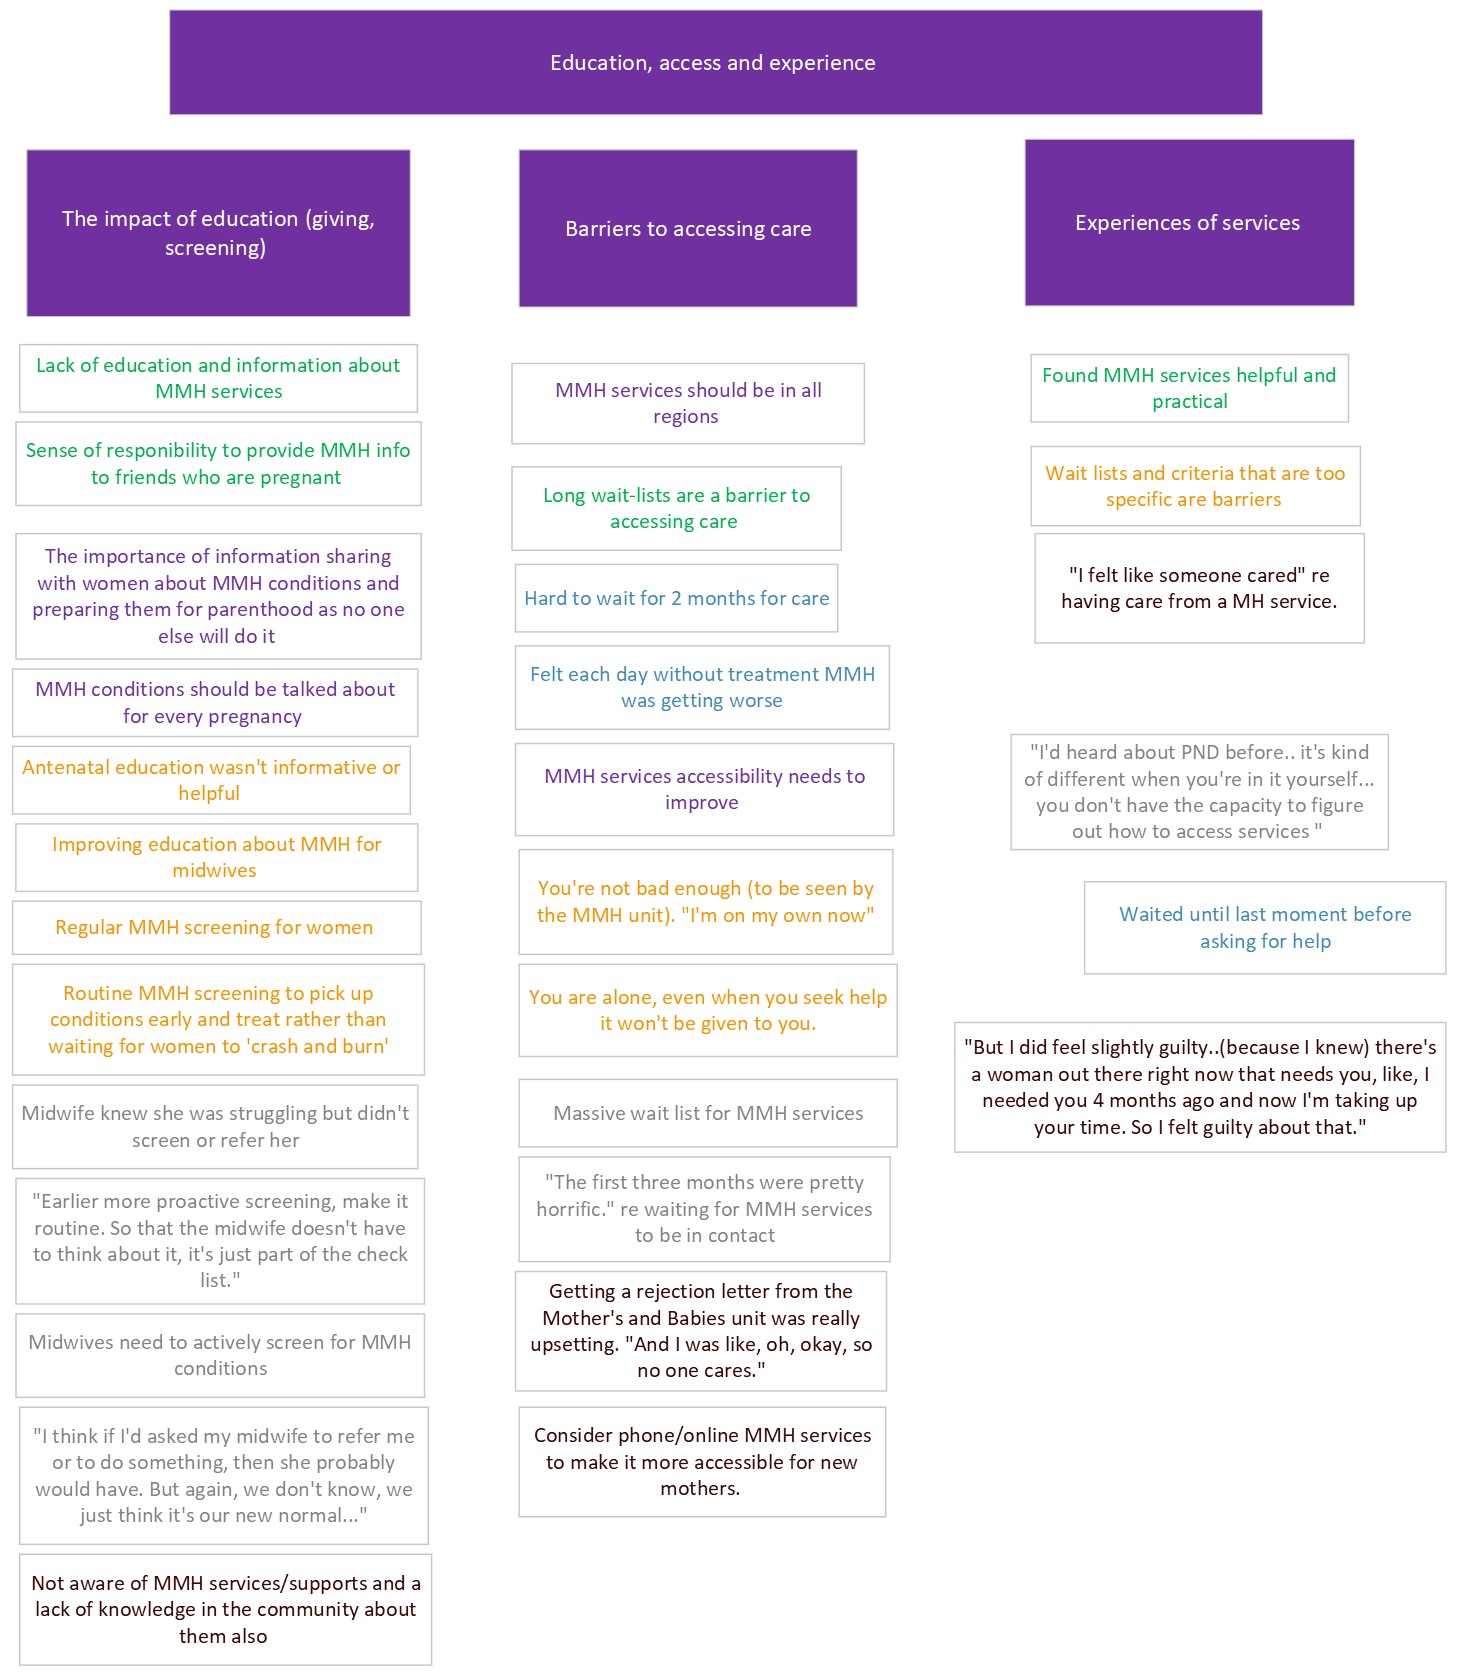 Education, access and experience
The impact of education (giving,
screening)
Lack of education and information about
MMH services
Sense of responibility to provide MMH info
to friends who are pregnant
The importance of information sharing
with women about MMH conditions and
preparing them for parenthood as no one
else will do it
MMH conditions should be talked about
for every pregnancy
Antenatal education wasn't informative or
helpful
Improving education about MMH for
midwives
Regular MMH screening for women
Routine MMH screening to pick up
conditions early and treat rather than
waiting for women to 'crash and burn'
Midwife knew she was struggling but didn't
screen or refer her
"Earlier more proactive screening, make it
routine. So that the midwife doesn't have
to think about it, it's just part of the check
list."
Midwives need to actively screen for MMH
conditions
"I think if I'd asked my midwife to refer me
or to do something, then she probably
would have. But again, we don't know, we
just think it's our new normal..."
Not aware of MMH services/supports and a
lack of knowledge in the community about
them also
Barriers to accessing care
MMH services should be in all
regions
Long wait-lists are a barrier to
accessing care
Hard to wait for 2 months for care
Felt each day without treatment MMH
was getting worse
MMH services accessibility needs to
improve
You're not bad enough (to be seen by
the MMH unit). "I'm on my own now"
You are alone, even when you seek help
it won't be given to you.
Massive wait list for MMH services
"The first three months were pretty
horrific." re waiting for MMH services
to be in contact
Getting a rejection letter from the
Mother's and Babies unit was really
upsetting. "And I was like, oh, okay, so
no one cares."
Consider phone/online MMH services
to make it more accessible for new
mothers.
Experiences of services
Found MMH services helpful and
practical
Wait lists and criteria that are too
specific are barriers
"I felt like someone cared" re
having care from a MH service.
"I'd heard about PND before.. it's kind
of different when you're in it yourself...
you don't have the capacity to figure
out how to access services "
Waited until last moment before
asking for help
"But I did feel slightly guilty..(because I knew) there's
a woman out there right now that needs you, like, I
needed you 4 months ago and now I'm taking up
your time. So I felt guilty about that."